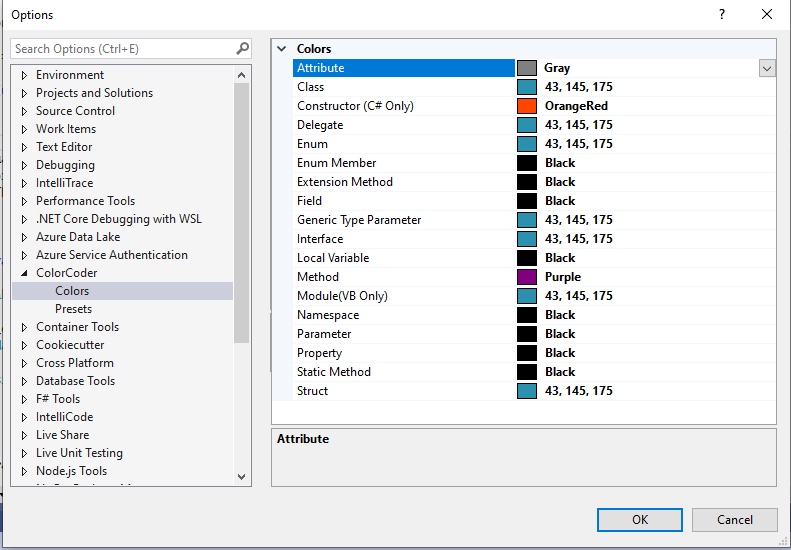 Options
?
Search Options (Ctrl+E)
Environment
Projects and Solutions
Source Control
Work Items
Text Editor
Debugging
IntelliTrace
Performance Tools
.NET Core Debugging with WSL
Azure Data Lake
Azure Service Authentication
ColorCoder
Colors
Presets
Container Tools
Cookiecutter
Cross Platform
Database Tools
F# Tools
IntelliCode
Live Share
Live Unit Testing
Node.js Tools
Colors
Attribute Gray
Class 43, 145, 175
Constructor (C# Only) OrangeRed
Delegate 43, 145, 175
Enum 43, 145, 175
Enum Member Black
Extension Method Black
Field Black
Generic Type Parameter 43, 145, 175
Interface 43, 145, 175
Local Variable Black
Method Purple
Module(VB Only) 43, 145, 175
Namespace Black
Parameter Black
Property Black
Static Method Black
Struct 43, 145, 175
Attribute
OK Cancel